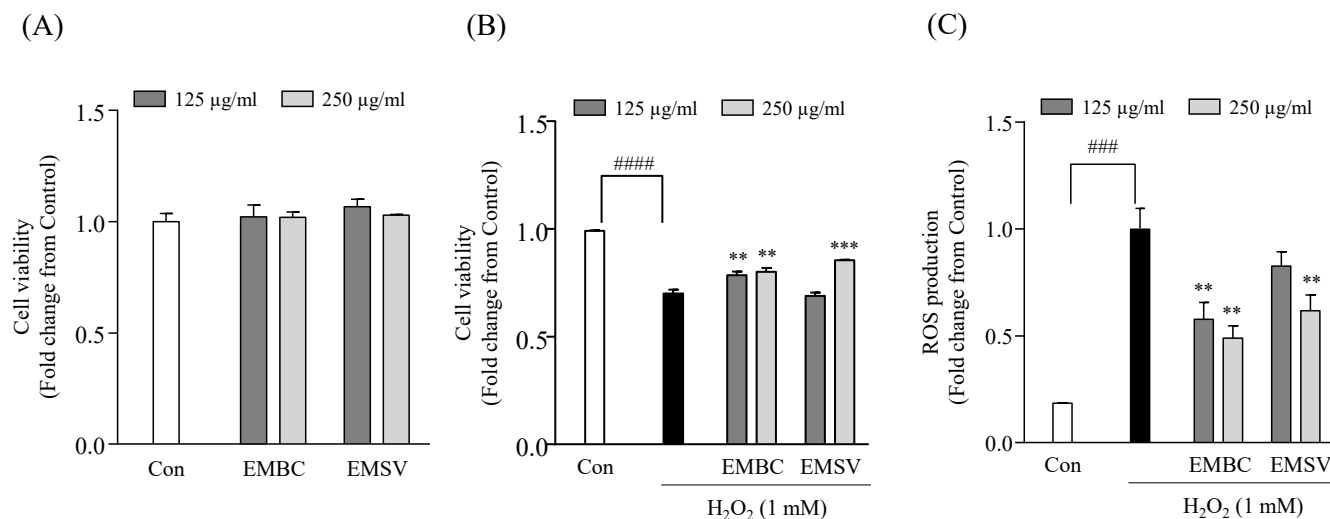 (A)
125 µg/ml
250 µg/ml
Cell viability
(Fold change from Control)
1.5
1.0
0.5
0.0
Con
EMBC
EMSV
(B)
125 µg/ml
250 µg/ml
Cell viability
(Fold change from Control)
1.5
1.0
0.5
0.0
####
**
**
***
Con
EMBC
EMSV
H₂O₂ (1 mM)
(C)
125 µg/ml
250 µg/ml
ROS production
(Fold change from Control)
1.5
1.0
0.5
0.0
###
**
**
**
Con
EMBC
EMSV
H₂O₂ (1 mM)